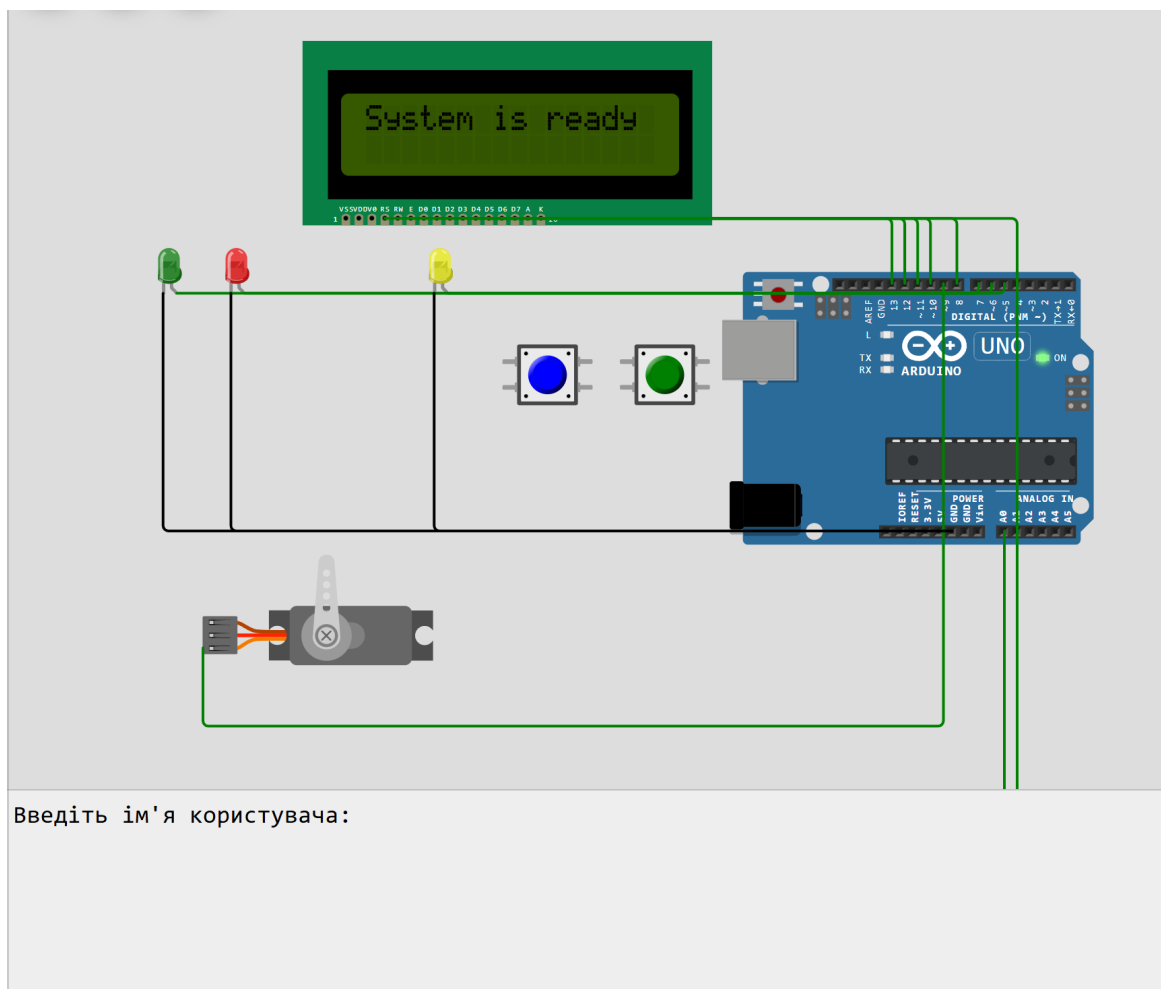 System is ready
VSS VDD V0 RS RW E D0 D1 D2 D3 D4 D5 D6 D7 A K
1 16
AREF GND 13 12 ~11 ~10 ~9 8 7 ~6 ~5 4 ~3 2 TX→1 RX←0
DIGITAL (PWM ~)
L
TX
RX
UNO
ON
ARDUINO
POWER
ANALOG IN
IOREF RESET 3.3V 5V GND GND Vin A0 A1 A2 A3 A4 A5
Введіть ім'я користувача: